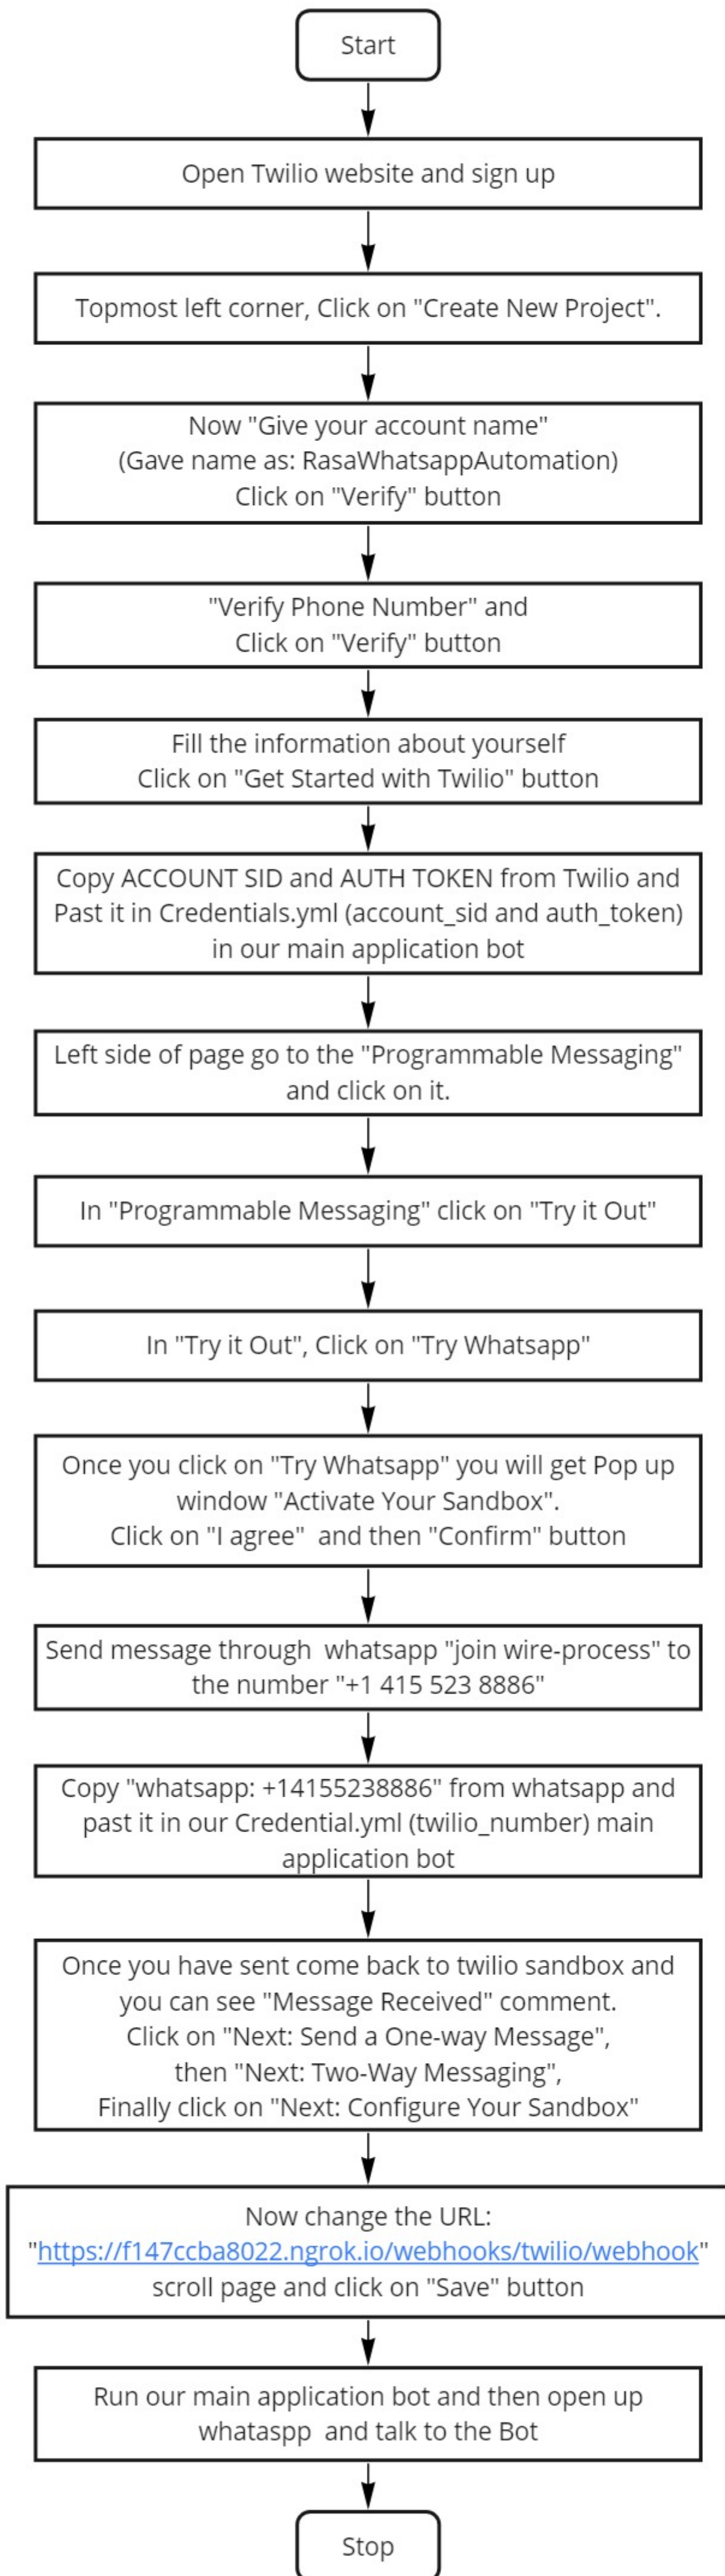 Start
Open Twilio website and sign up
Topmost left corner, Click on "Create New Project".
Now "Give your account name"
(Gave name as: RasaWhatsappAutomation)
Click on "Verify" button
"Verify Phone Number" and
Click on "Verify" button
Fill the information about yourself
Click on "Get Started with Twilio" button
Copy ACCOUNT SID and AUTH TOKEN from Twilio and
Past it in Credentials.yml (account_sid and auth_token)
in our main application bot
Left side of page go to the "Programmable Messaging"
and click on it.
In "Programmable Messaging" click on "Try it Out"
In "Try it Out", Click on "Try Whatsapp"
Once you click on "Try Whatsapp" you will get Pop up
window "Activate Your Sandbox".
Click on "I agree"  and then "Confirm" button
Send message through  whatsapp "join wire-process" to
the number "+1 415 523 8886"
Copy "whatsapp: +14155238886" from whatsapp and
past it in our Credential.yml (twilio_number) main
application bot
Once you have sent come back to twilio sandbox and
you can see "Message Received" comment.
Click on "Next: Send a One-way Message",
then "Next: Two-Way Messaging",
Finally click on "Next: Configure Your Sandbox"
Now change the URL:
"https://f147ccba8022.ngrok.io/webhooks/twilio/webhook"
scroll page and click on "Save" button
Run our main application bot and then open up
whataspp  and talk to the Bot
Stop